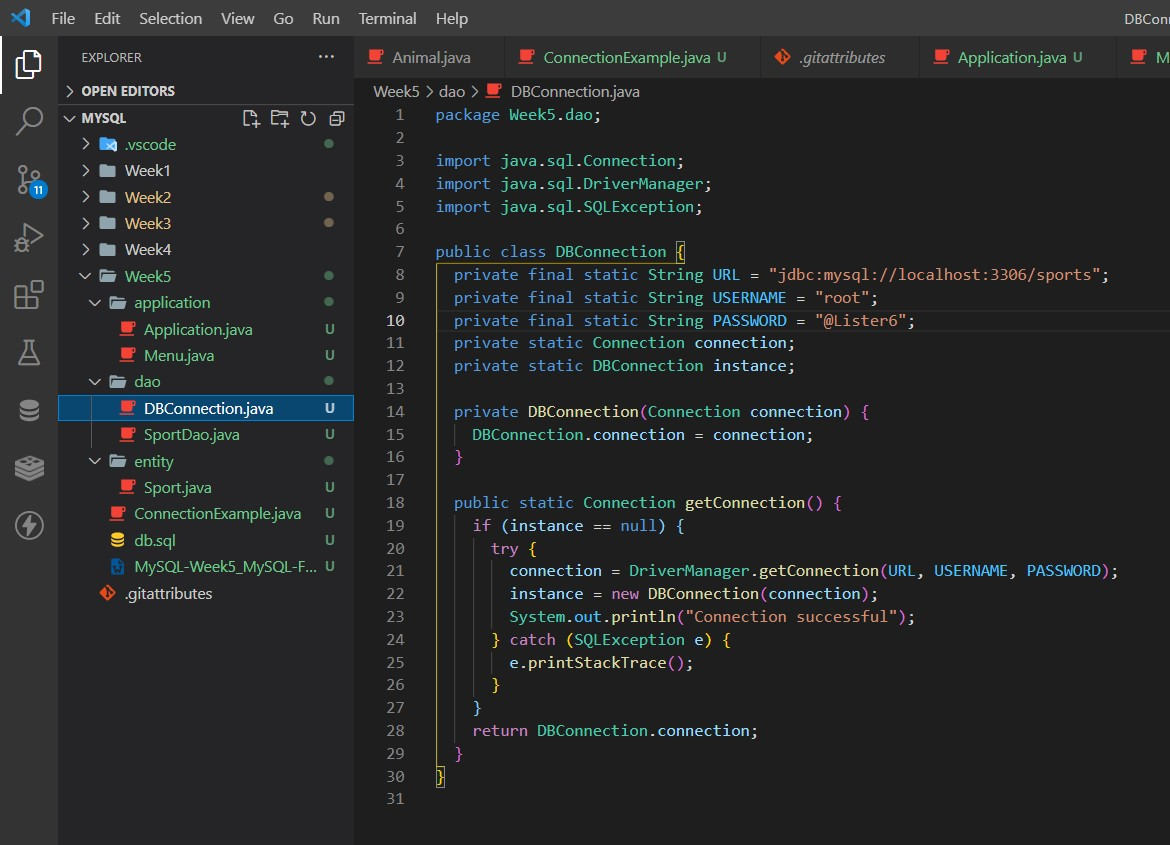 File Edit Selection View Go Run Terminal Help
EXPLORER ···
OPEN EDITORS
MYSQL
.vscode
Week1
Week2
Week3
Week4
Week5
application
Application.java U
Menu.java U
dao
DBConnection.java U
SportDao.java U
entity
Sport.java U
ConnectionExample.java U
db.sql U
MySQL-Week5_MySQL-F... U
.gitattributes
11
Animal.java ConnectionExample.java U .gitattributes Application.java U
Week5 > dao > DBConnection.java
1 package Week5.dao;
2
3 import java.sql.Connection;
4 import java.sql.DriverManager;
5 import java.sql.SQLException;
6
7 public class DBConnection {
8 private final static String URL = "jdbc:mysql://localhost:3306/sports";
9 private final static String USERNAME = "root";
10 private final static String PASSWORD = "@Lister6";
11 private static Connection connection;
12 private static DBConnection instance;
13
14 private DBConnection(Connection connection) {
15 DBConnection.connection = connection;
16 }
17
18 public static Connection getConnection() {
19 if (instance == null) {
20 try {
21 connection = DriverManager.getConnection(URL, USERNAME, PASSWORD);
22 instance = new DBConnection(connection);
23 System.out.println("Connection successful");
24 } catch (SQLException e) {
25 e.printStackTrace();
26 }
27 }
28 return DBConnection.connection;
29 }
30 }
31